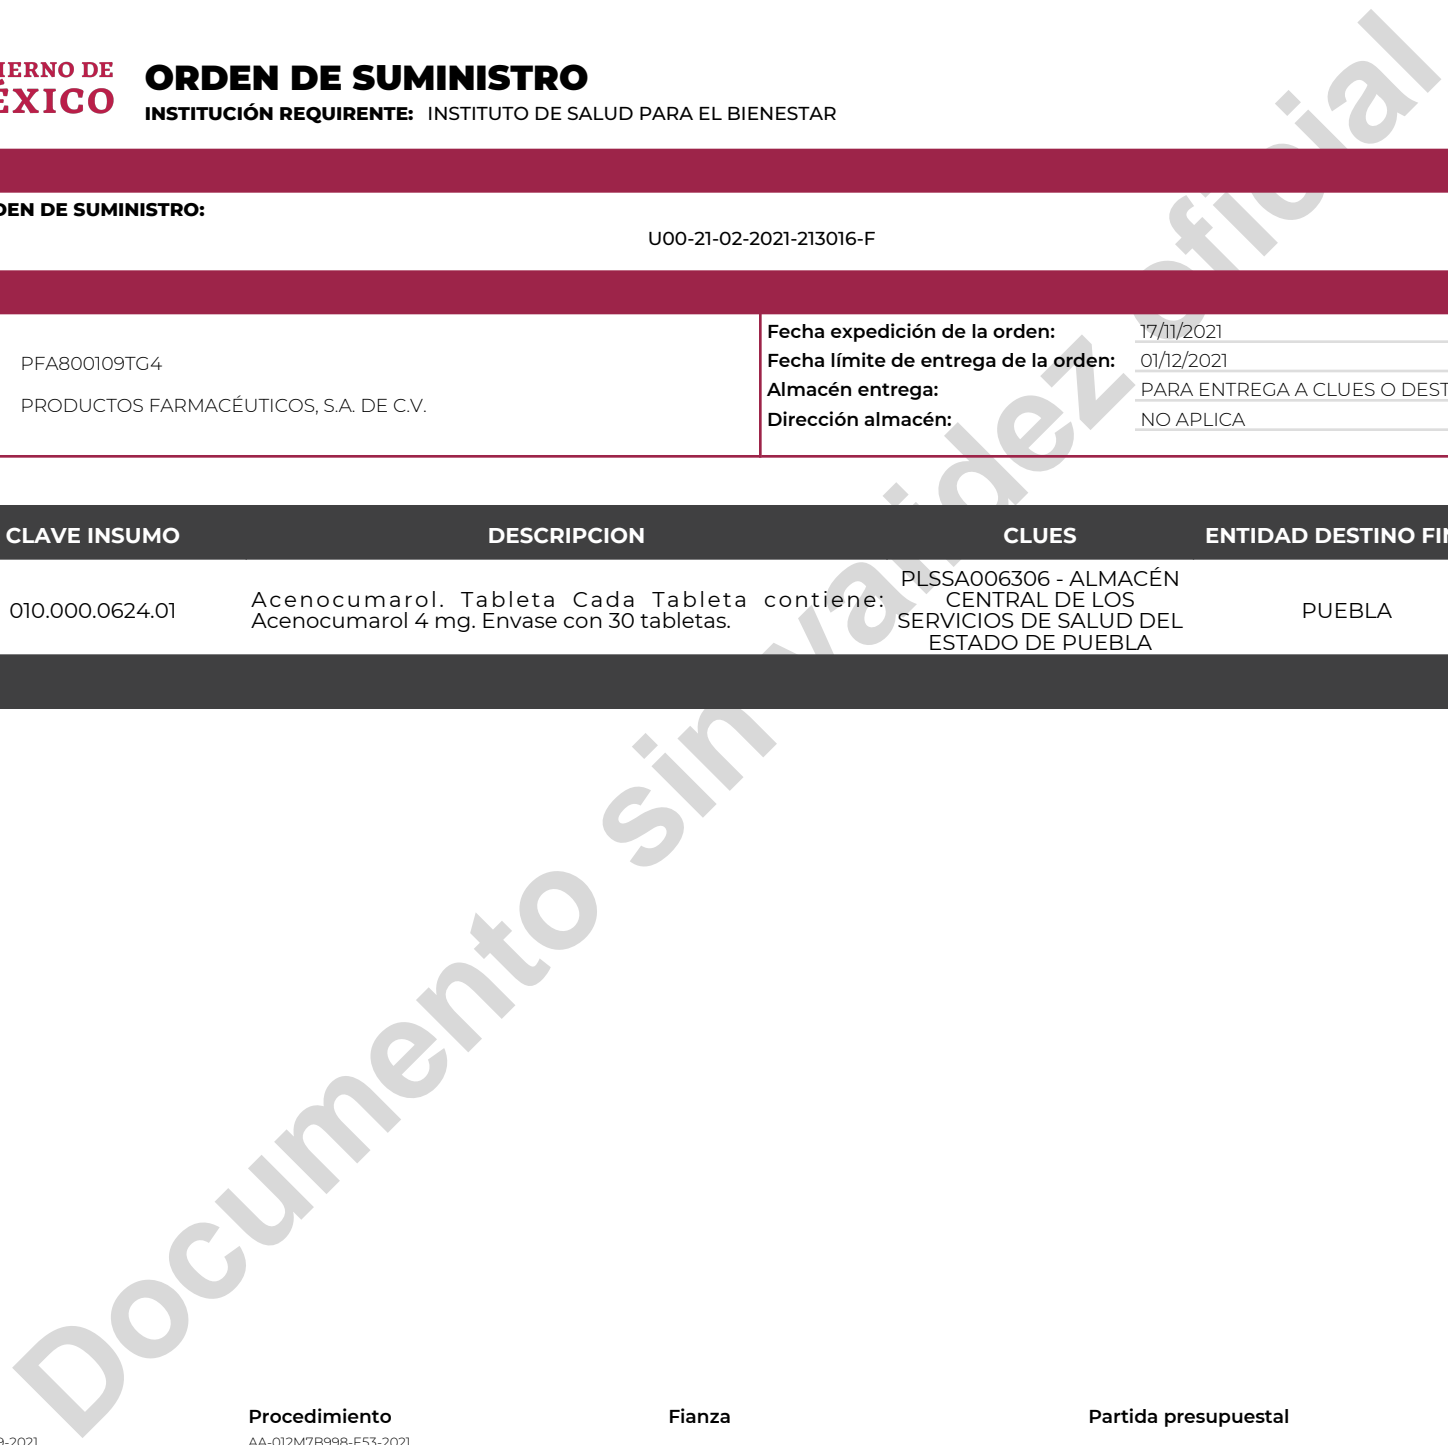 IERNO DE
ÉXICO
ORDEN DE SUMINISTRO
INSTITUCIÓN REQUIRENTE: INSTITUTO DE SALUD PARA EL BIENESTAR
DEN DE SUMINISTRO:
U00-21-02-2021-213016-F
PFA800109TG4
PRODUCTOS FARMACÉUTICOS, S.A. DE C.V.
Fecha expedición de la orden: 17/11/2021
Fecha límite de entrega de la orden: 01/12/2021
Almacén entrega: PARA ENTREGA A CLUES O DEST
Dirección almacén: NO APLICA
CLAVE INSUMO DESCRIPCION CLUES ENTIDAD DESTINO FIN
010.000.0624.01
Acenocumarol. Tableta Cada Tableta contiene:
Acenocumarol 4 mg. Envase con 30 tabletas.
PLSSA006306 - ALMACÉN
CENTRAL DE LOS
SERVICIOS DE SALUD DEL
ESTADO DE PUEBLA
PUEBLA
Documento sin validez oficial
Procedimiento Fianza Partida presupuestal
9-2021 AA-012M7B998-E53-2021